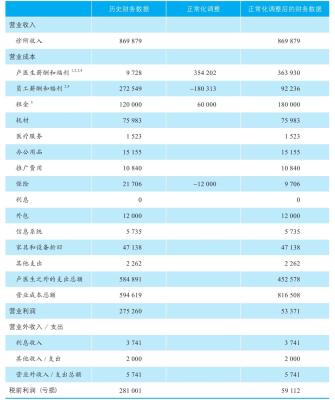 历史财务数据 正常化调整 正常化调整后的财务数据
营业收入
诊所收入 869 879 869 879
营业成本
卢医生薪酬和福利 1,2,3,4 9 728 354 202 363 930
员工薪酬和福利 2,4 272 549 -180 313 92 236
租金 5 120 000 60 000 180 000
耗材 75 983 75 983
医疗服务 1 523 1 523
办公用品 15 155 15 155
推广费用 10 840 10 840
保险 21 706 -12 000 9 706
利息 0 0
外包 12 000 12 000
信息系统 5 735 5 735
家具和设备折旧 47 138 47 138
其他支出 2 262 2 262
卢医生之外的支出总额 584 891 452 578
营业成本总额 594 619 816 508
营业利润 275 260 53 371
营业外收入 / 支出
利息收入 3 741 3 741
其他收入 / 支出 2 000 2 000
营业外收入 / 支出总额 5 741 5 741
税前利润（亏损） 281 001 59 112